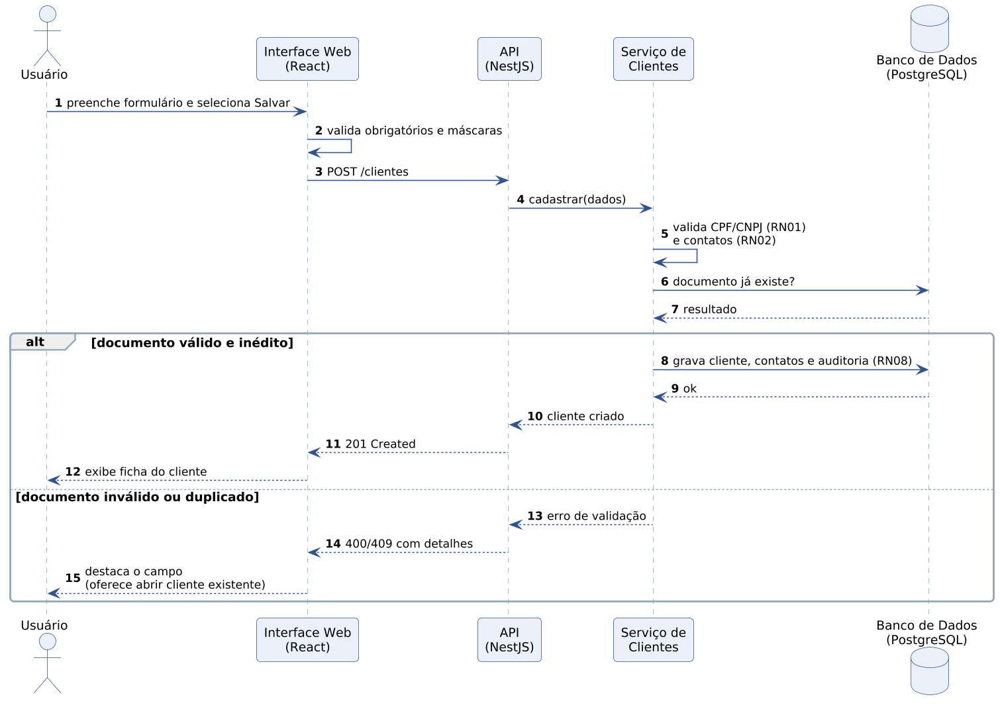 Usuário
Interface Web
(React)
API
(NestJS)
Serviço de
Clientes
Banco de Dados
(PostgreSQL)
1 preenche formulário e seleciona Salvar
2 valida obrigatórios e máscaras
3 POST /clientes
4 cadastrar(dados)
5 valida CPF/CNPJ (RN01)
e contatos (RN02)
6 documento já existe?
7 resultado
alt [documento válido e inédito]
8 grava cliente, contatos e auditoria (RN08)
9 ok
10 cliente criado
11 201 Created
12 exibe ficha do cliente
[documento inválido ou duplicado]
13 erro de validação
14 400/409 com detalhes
15 destaca o campo
(oferece abrir cliente existente)
Usuário
Interface Web
(React)
API
(NestJS)
Serviço de
Clientes
Banco de Dados
(PostgreSQL)